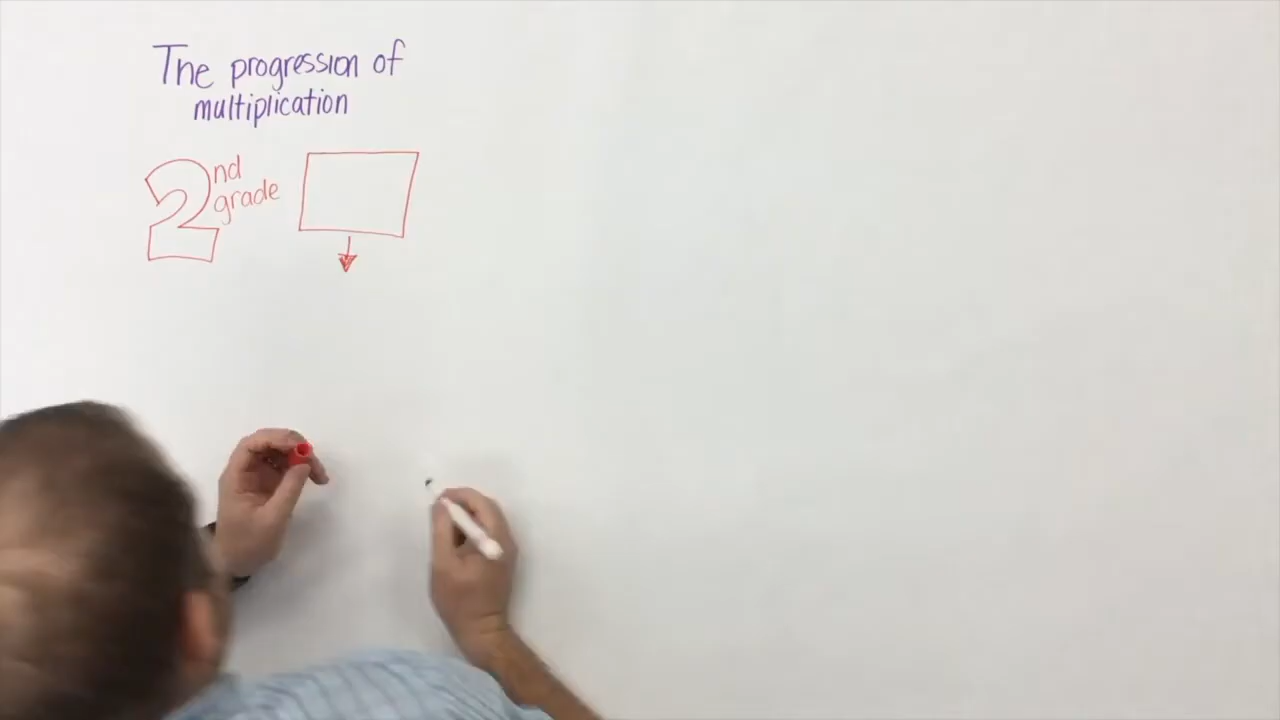 The progression of
multiplication
2nd
grade